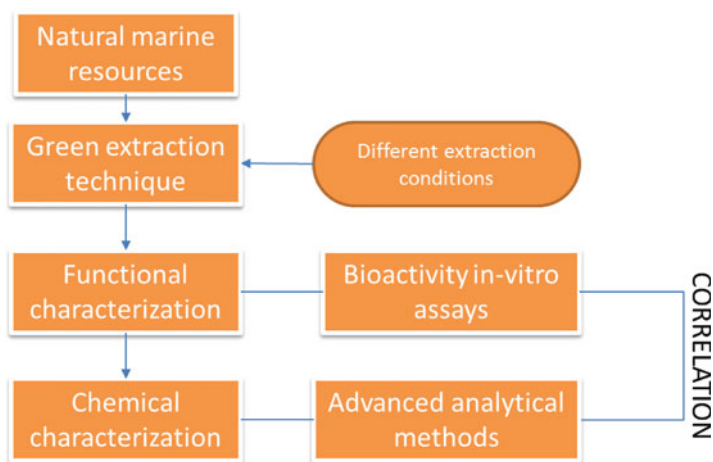 Natural marine
resources
Green extraction
technique
Different extraction
conditions
Functional
characterization
Bioactivity in-vitro
assays
Chemical
characterization
Advanced analytical
methods
CORRELATION